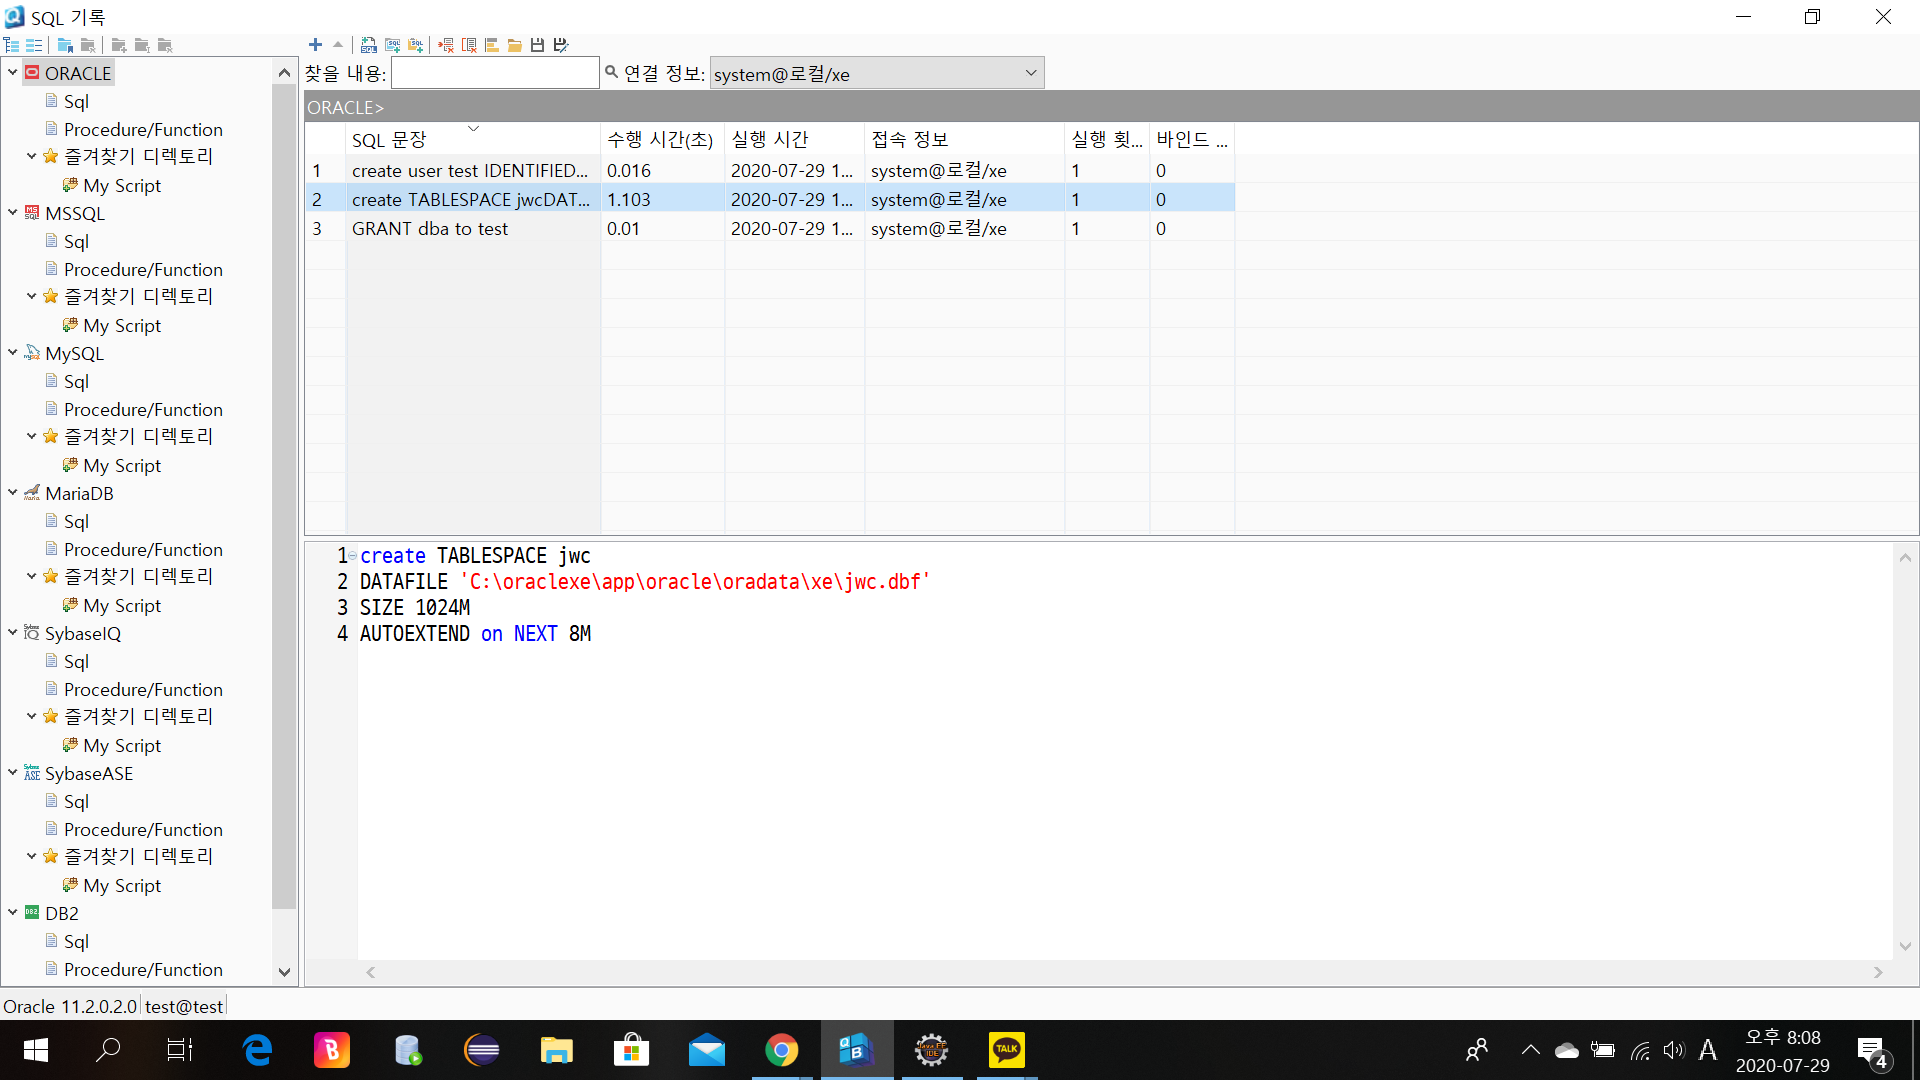 SQL 기록
ORACLE
Sql
Procedure/Function
즐겨찾기 디렉토리
My Script
MSSQL
Sql
Procedure/Function
즐겨찾기 디렉토리
My Script
MySQL
Sql
Procedure/Function
즐겨찾기 디렉토리
My Script
MariaDB
Sql
Procedure/Function
즐겨찾기 디렉토리
My Script
SybaseIQ
Sql
Procedure/Function
즐겨찾기 디렉토리
My Script
SybaseASE
Sql
Procedure/Function
즐겨찾기 디렉토리
My Script
DB2
Sql
Procedure/Function
찾을 내용: 연결 정보: system@로컬/xe
ORACLE>
SQL 문장 수행 시간(초) 실행 시간 접속 정보 실행 횟... 바인드 ...
1 create user test IDENTIFIED... 0.016 2020-07-29 1... system@로컬/xe 1 0
2 create TABLESPACE jwcDAT... 1.103 2020-07-29 1... system@로컬/xe 1 0
3 GRANT dba to test 0.01 2020-07-29 1... system@로컬/xe 1 0
1 create TABLESPACE jwc
2 DATAFILE 'C:\oraclexe\app\oracle\oradata\xe\jwc.dbf'
3 SIZE 1024M
4 AUTOEXTEND on NEXT 8M
Oracle 11.2.0.2.0 test@test
TALK
A
오후 8:08
2020-07-29
4